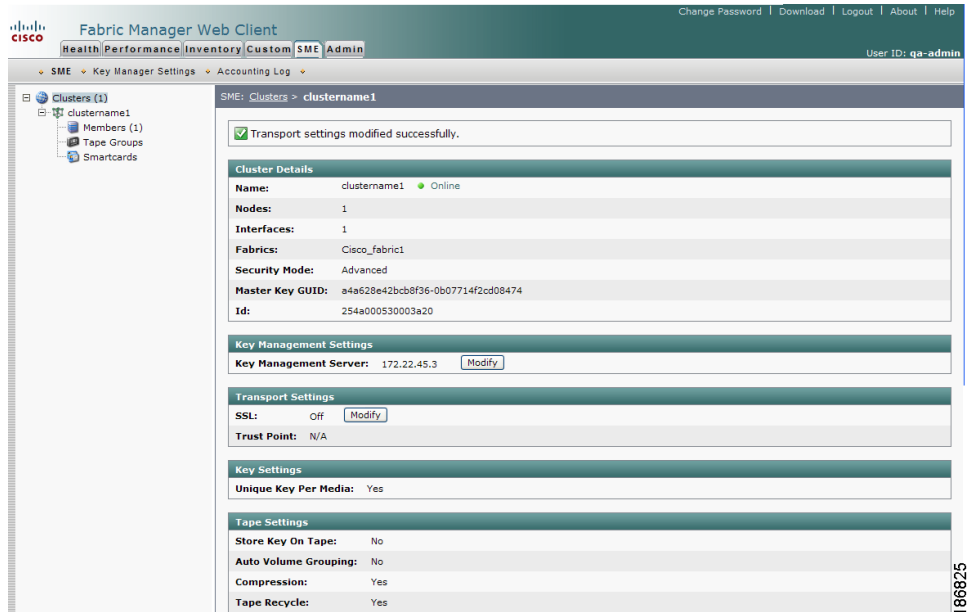 Change Password | Download | Logout | About | Help
CISCO
Fabric Manager Web Client
Health Performance Inventory Custom SME Admin
User ID: qa-admin
SME Key Manager Settings Accounting Log
Clusters (1)
clustername1
Members (1)
Tape Groups
Smartcards
SME: Clusters > clustername1
Transport settings modified successfully.
Cluster Details
Name: clustername1 Online
Nodes: 1
Interfaces: 1
Fabrics: Cisco_fabric1
Security Mode: Advanced
Master Key GUID: a4a628e42bcb8f36-0b07714f2cd08474
Id: 254a000530003a20
Key Management Settings
Key Management Server: 172.22.45.3 Modify
Transport Settings
SSL: Off Modify
Trust Point: N/A
Key Settings
Unique Key Per Media: Yes
Tape Settings
Store Key On Tape: No
Auto Volume Grouping: No
Compression: Yes
Tape Recycle: Yes
186825